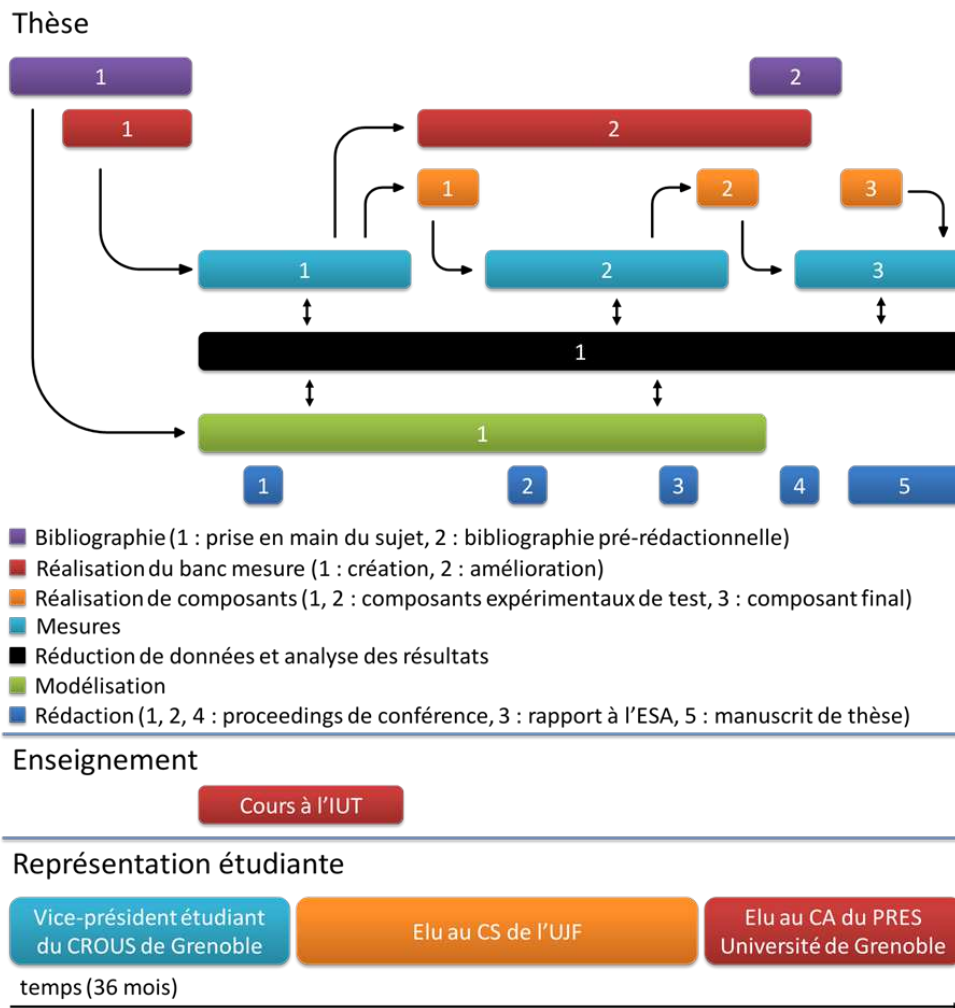 Thèse
1
2
1
2
1
2
3
1
2
3
1
1
1
2
3
4
5
Bibliographie (1 : prise en main du sujet, 2 : bibliographie pré-rédactionnelle)
Réalisation du banc mesure (1 : création, 2 : amélioration)
Réalisation de composants (1, 2 : composants expérimentaux de test, 3 : composant final)
Mesures
Réduction de données et analyse des résultats
Modélisation
Rédaction (1, 2, 4 : proceedings de conférence, 3 : rapport à l'ESA, 5 : manuscrit de thèse)
Enseignement
Cours à l'IUT
Représentation étudiante
Vice-président étudiant
du CROUS de Grenoble
Elu au CS de l'UJF
Elu au CA du PRES
Université de Grenoble
temps (36 mois)